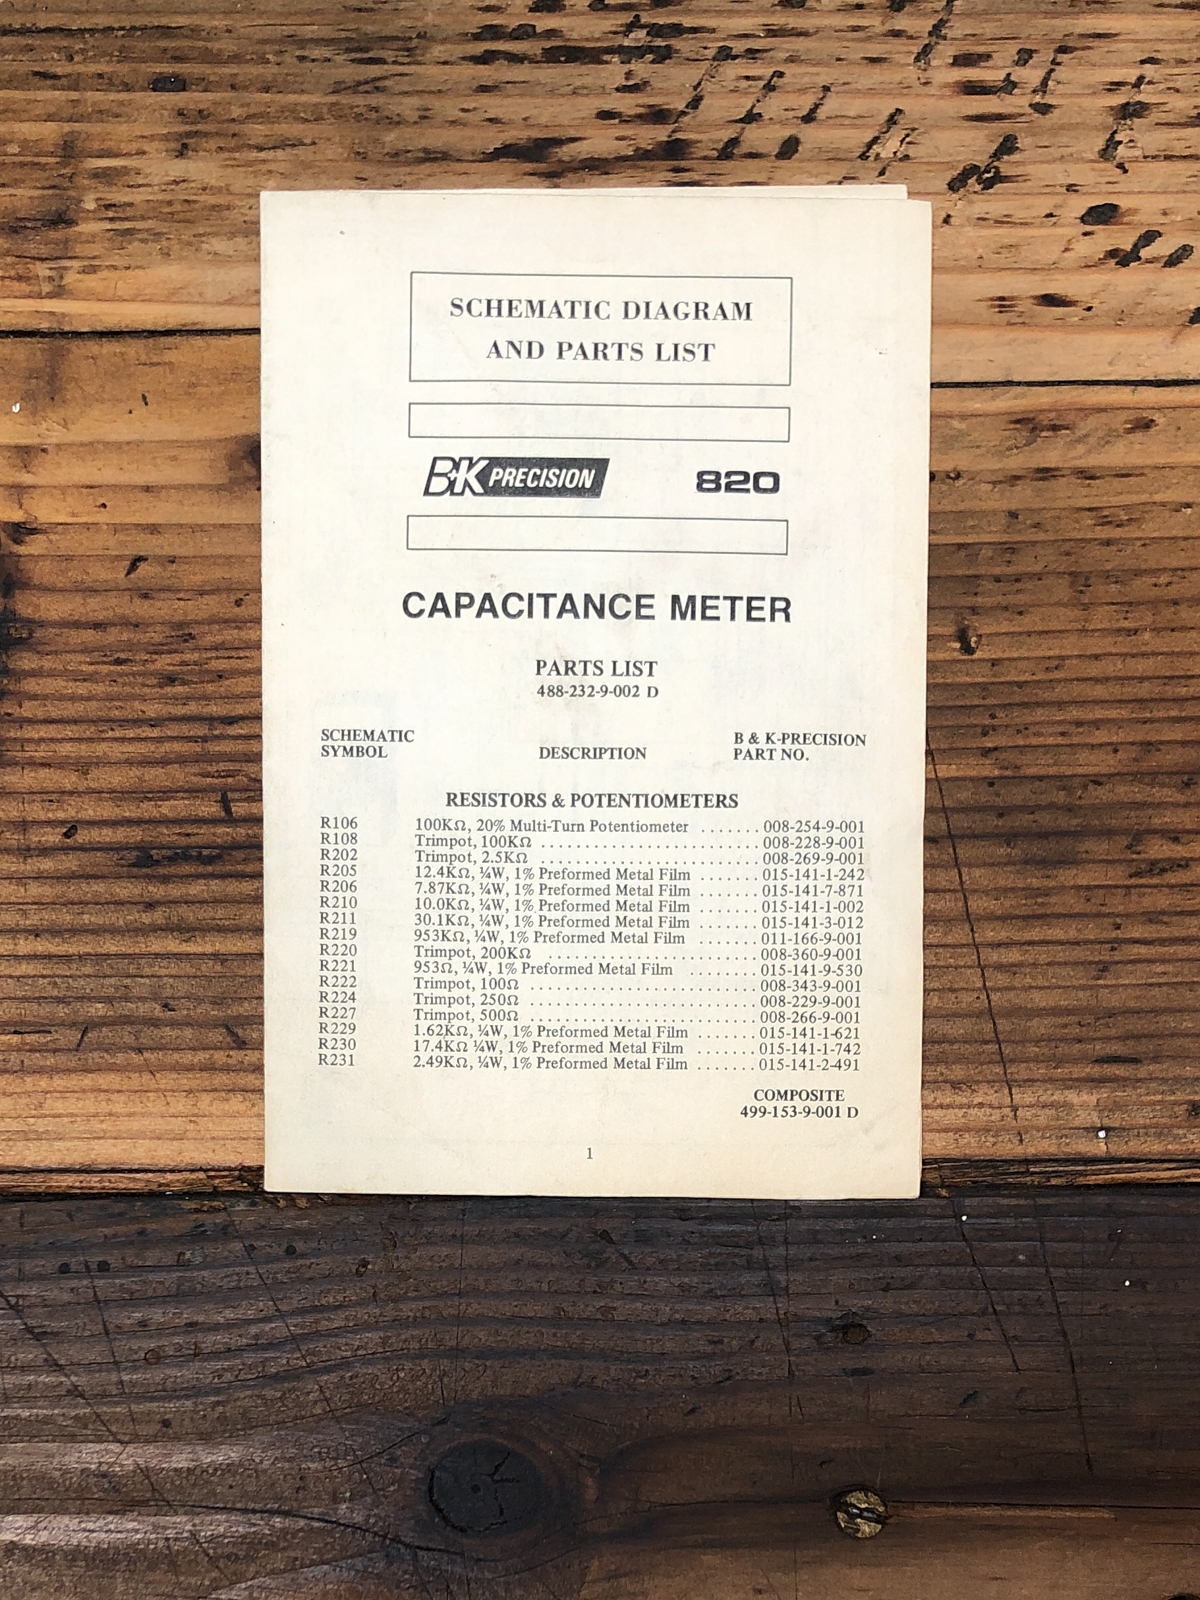 SCHEMATIC DIAGRAM
AND PARTS LIST
B+K PRECISION 820
CAPACITANCE METER
PARTS LIST
488-232-9-002 D
SCHEMATIC SYMBOL DESCRIPTION B & K-PRECISION PART NO.
RESISTORS & POTENTIOMETERS
R106 100KΩ, 20% Multi-Turn Potentiometer ....... 008-254-9-001
R108 Trimpot, 100KΩ ........................... 008-228-9-001
R202 Trimpot, 2.5KΩ ........................... 008-269-9-001
R205 12.4KΩ, ¼W, 1% Preformed Metal Film ....... 015-141-1-242
R206 7.87KΩ, ¼W, 1% Preformed Metal Film ....... 015-141-7-871
R210 10.0KΩ, ¼W, 1% Preformed Metal Film ....... 015-141-1-002
R211 30.1KΩ, ¼W, 1% Preformed Metal Film ....... 015-141-3-012
R219 953KΩ, ¼W, 1% Preformed Metal Film ....... 011-166-9-001
R220 Trimpot, 200KΩ .......................... 008-360-9-001
R221 953Ω, ¼W, 1% Preformed Metal Film ........ 015-141-9-530
R222 Trimpot, 100Ω ............................ 008-343-9-001
R224 Trimpot, 250Ω ............................ 008-229-9-001
R227 Trimpot, 500Ω ............................ 008-266-9-001
R229 1.62KΩ, ¼W, 1% Preformed Metal Film ....... 015-141-1-621
R230 17.4KΩ ¼W, 1% Preformed Metal Film ....... 015-141-1-742
R231 2.49KΩ, ¼W, 1% Preformed Metal Film ....... 015-141-2-491
COMPOSITE
499-153-9-001 D
1